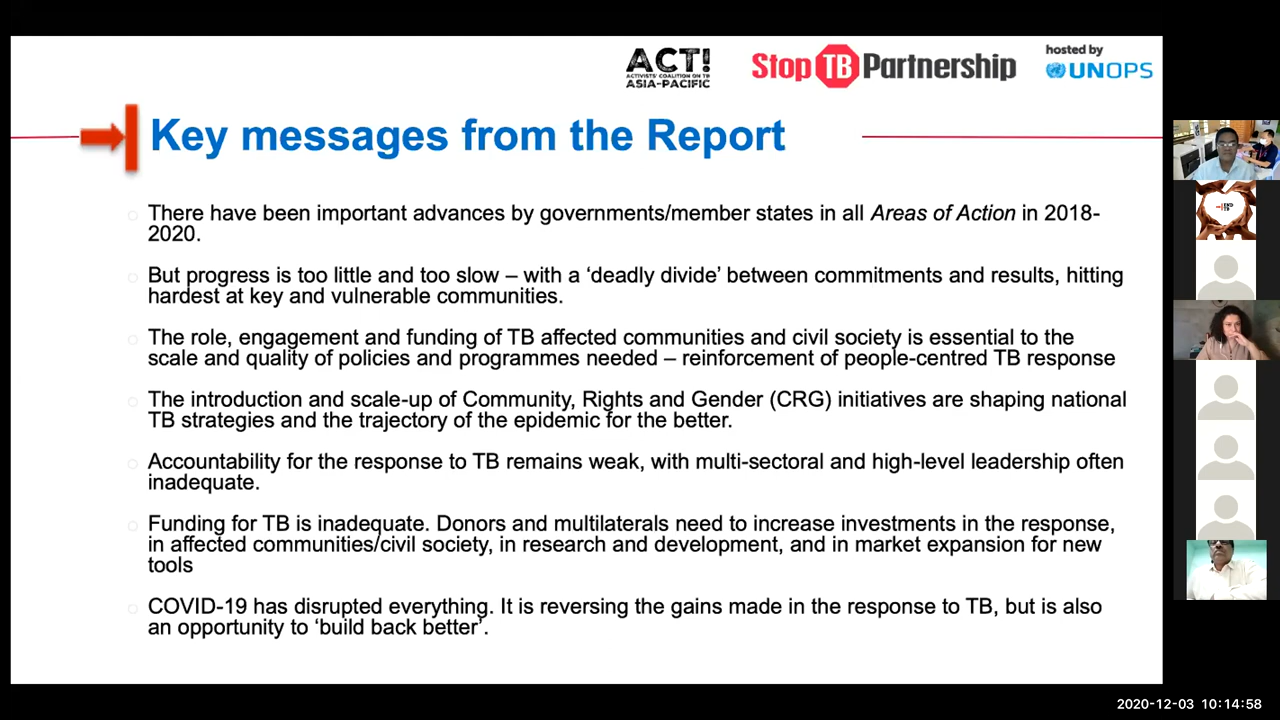 ACT!
ACTIVISTS' COALITION ON TB
ASIA-PACIFIC
Stop TB Partnership
hosted by
UNOPS
Key messages from the Report
There have been important advances by governments/member states in all Areas of Action in 2018-
2020.
But progress is too little and too slow – with a ‘deadly divide’ between commitments and results, hitting
hardest at key and vulnerable communities.
The role, engagement and funding of TB affected communities and civil society is essential to the
scale and quality of policies and programmes needed – reinforcement of people-centred TB response
The introduction and scale-up of Community, Rights and Gender (CRG) initiatives are shaping national
TB strategies and the trajectory of the epidemic for the better.
Accountability for the response to TB remains weak, with multi-sectoral and high-level leadership often
inadequate.
Funding for TB is inadequate. Donors and multilaterals need to increase investments in the response,
in affected communities/civil society, in research and development, and in market expansion for new
tools
COVID-19 has disrupted everything. It is reversing the gains made in the response to TB, but is also
an opportunity to ‘build back better’.
2020-12-03 10:14:58